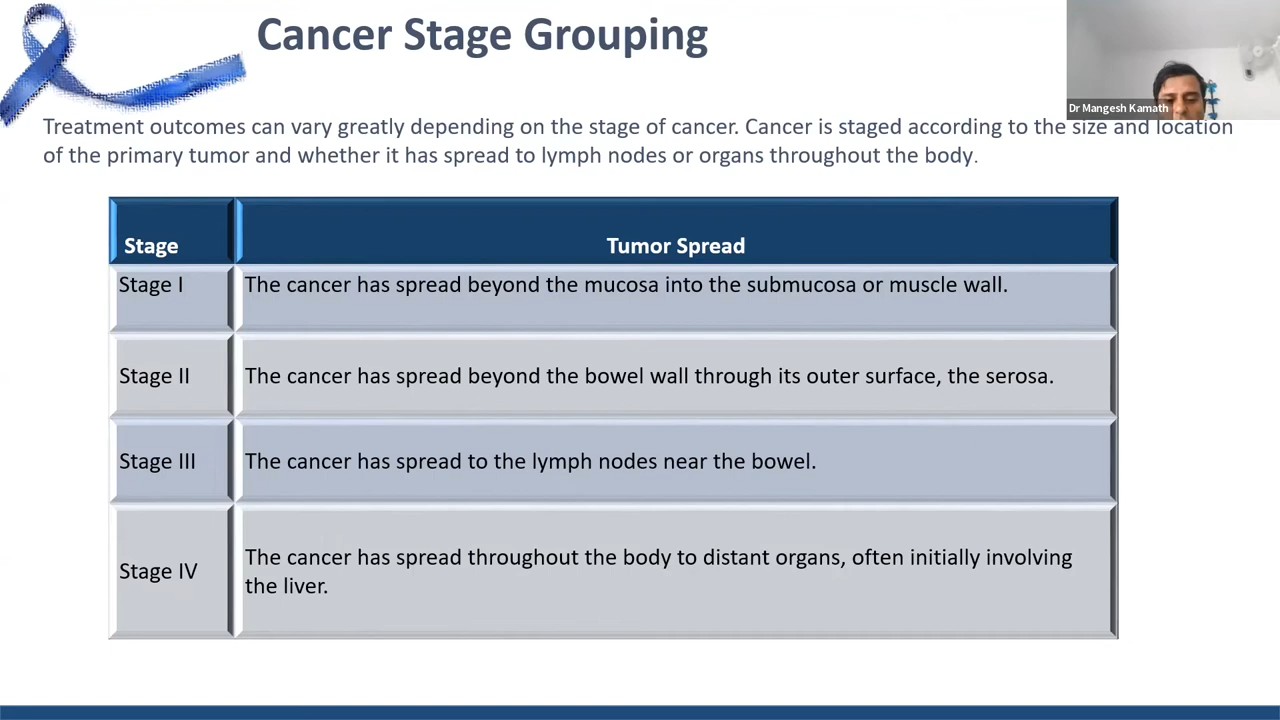 Cancer Stage Grouping
Dr Mangesh Kamath
Treatment outcomes can vary greatly depending on the stage of cancer. Cancer is staged according to the size and location
of the primary tumor and whether it has spread to lymph nodes or organs throughout the body.
Stage Tumor Spread
Stage I The cancer has spread beyond the mucosa into the submucosa or muscle wall.
Stage II The cancer has spread beyond the bowel wall through its outer surface, the serosa.
Stage III The cancer has spread to the lymph nodes near the bowel.
Stage IV The cancer has spread throughout the body to distant organs, often initially involving
the liver.